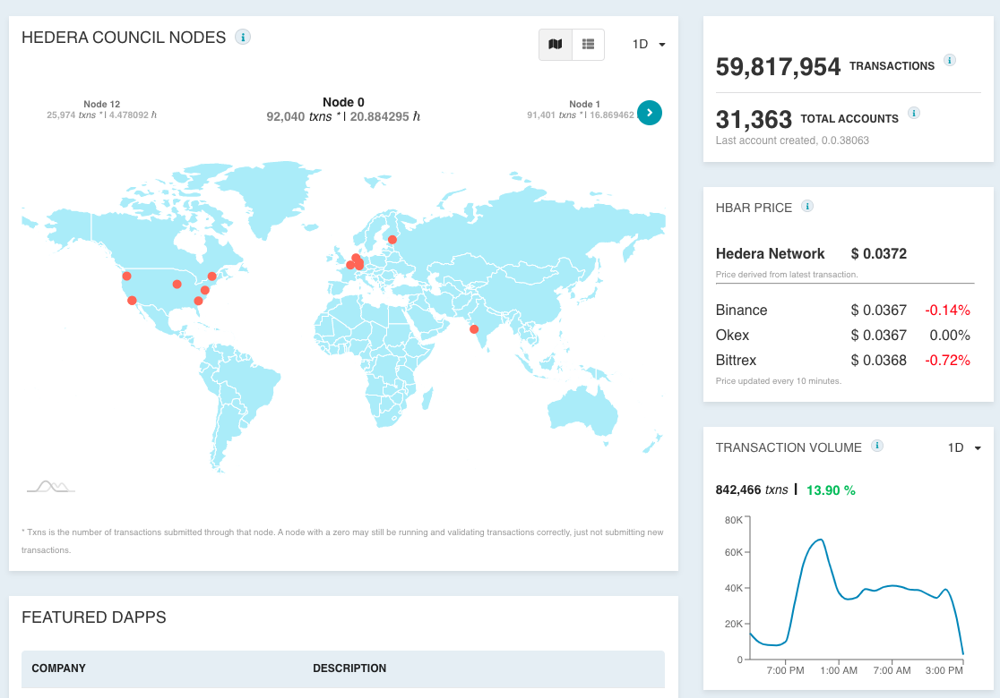 HEDERA COUNCIL NODES i
1D
Node 12
25,974 txns * | 4.478092 ℏ
Node 0
92,040 txns * | 20.884295 ℏ
Node 1
91,401 txns * | 16.869462
* Txns is the number of transactions submitted through that node. A node with a zero may still be running and validating transactions correctly, just not submitting new
transactions.
FEATURED DAPPS
COMPANY DESCRIPTION
59,817,954 TRANSACTIONS i
31,363 TOTAL ACCOUNTS i
Last account created, 0.0.38063
HBAR PRICE i
Hedera Network $ 0.0372
Price derived from latest transaction.
Binance $ 0.0367 -0.14%
Okex $ 0.0367 0.00%
Bittrex $ 0.0368 -0.72%
Price updated every 10 minutes.
TRANSACTION VOLUME i 1D
842,466 txns | 13.90 %
80K
60K
40K
20K
0
7:00 PM 1:00 AM 7:00 AM 3:00 PM